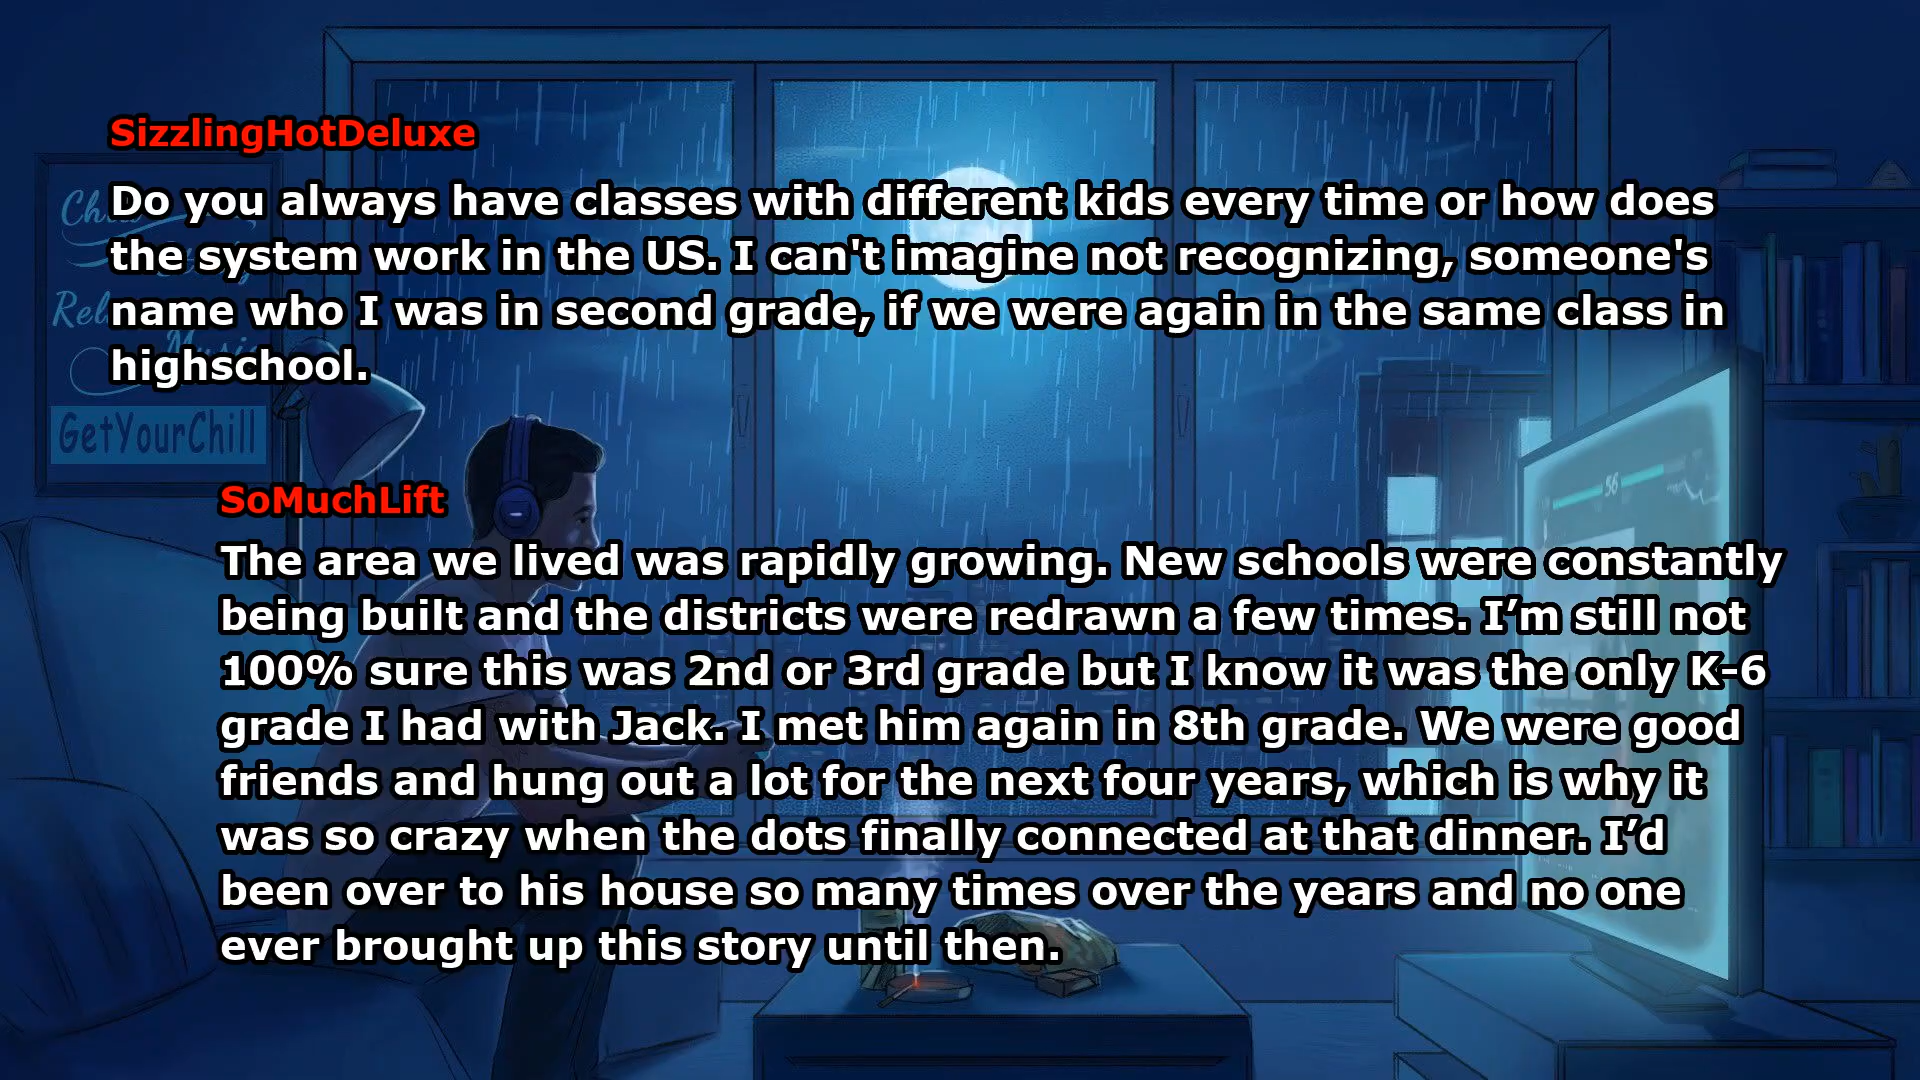 SizzlingHotDeluxe
Do you always have classes with different kids every time or how does
the system work in the US. I can't imagine not recognizing, someone's
name who I was in second grade, if we were again in the same class in
highschool.
GetYourChill
SoMuchLift
The area we lived was rapidly growing. New schools were constantly
being built and the districts were redrawn a few times. I’m still not
100% sure this was 2nd or 3rd grade but I know it was the only K-6
grade I had with Jack. I met him again in 8th grade. We were good
friends and hung out a lot for the next four years, which is why it
was so crazy when the dots finally connected at that dinner. I’d
been over to his house so many times over the years and no one
ever brought up this story until then.
56